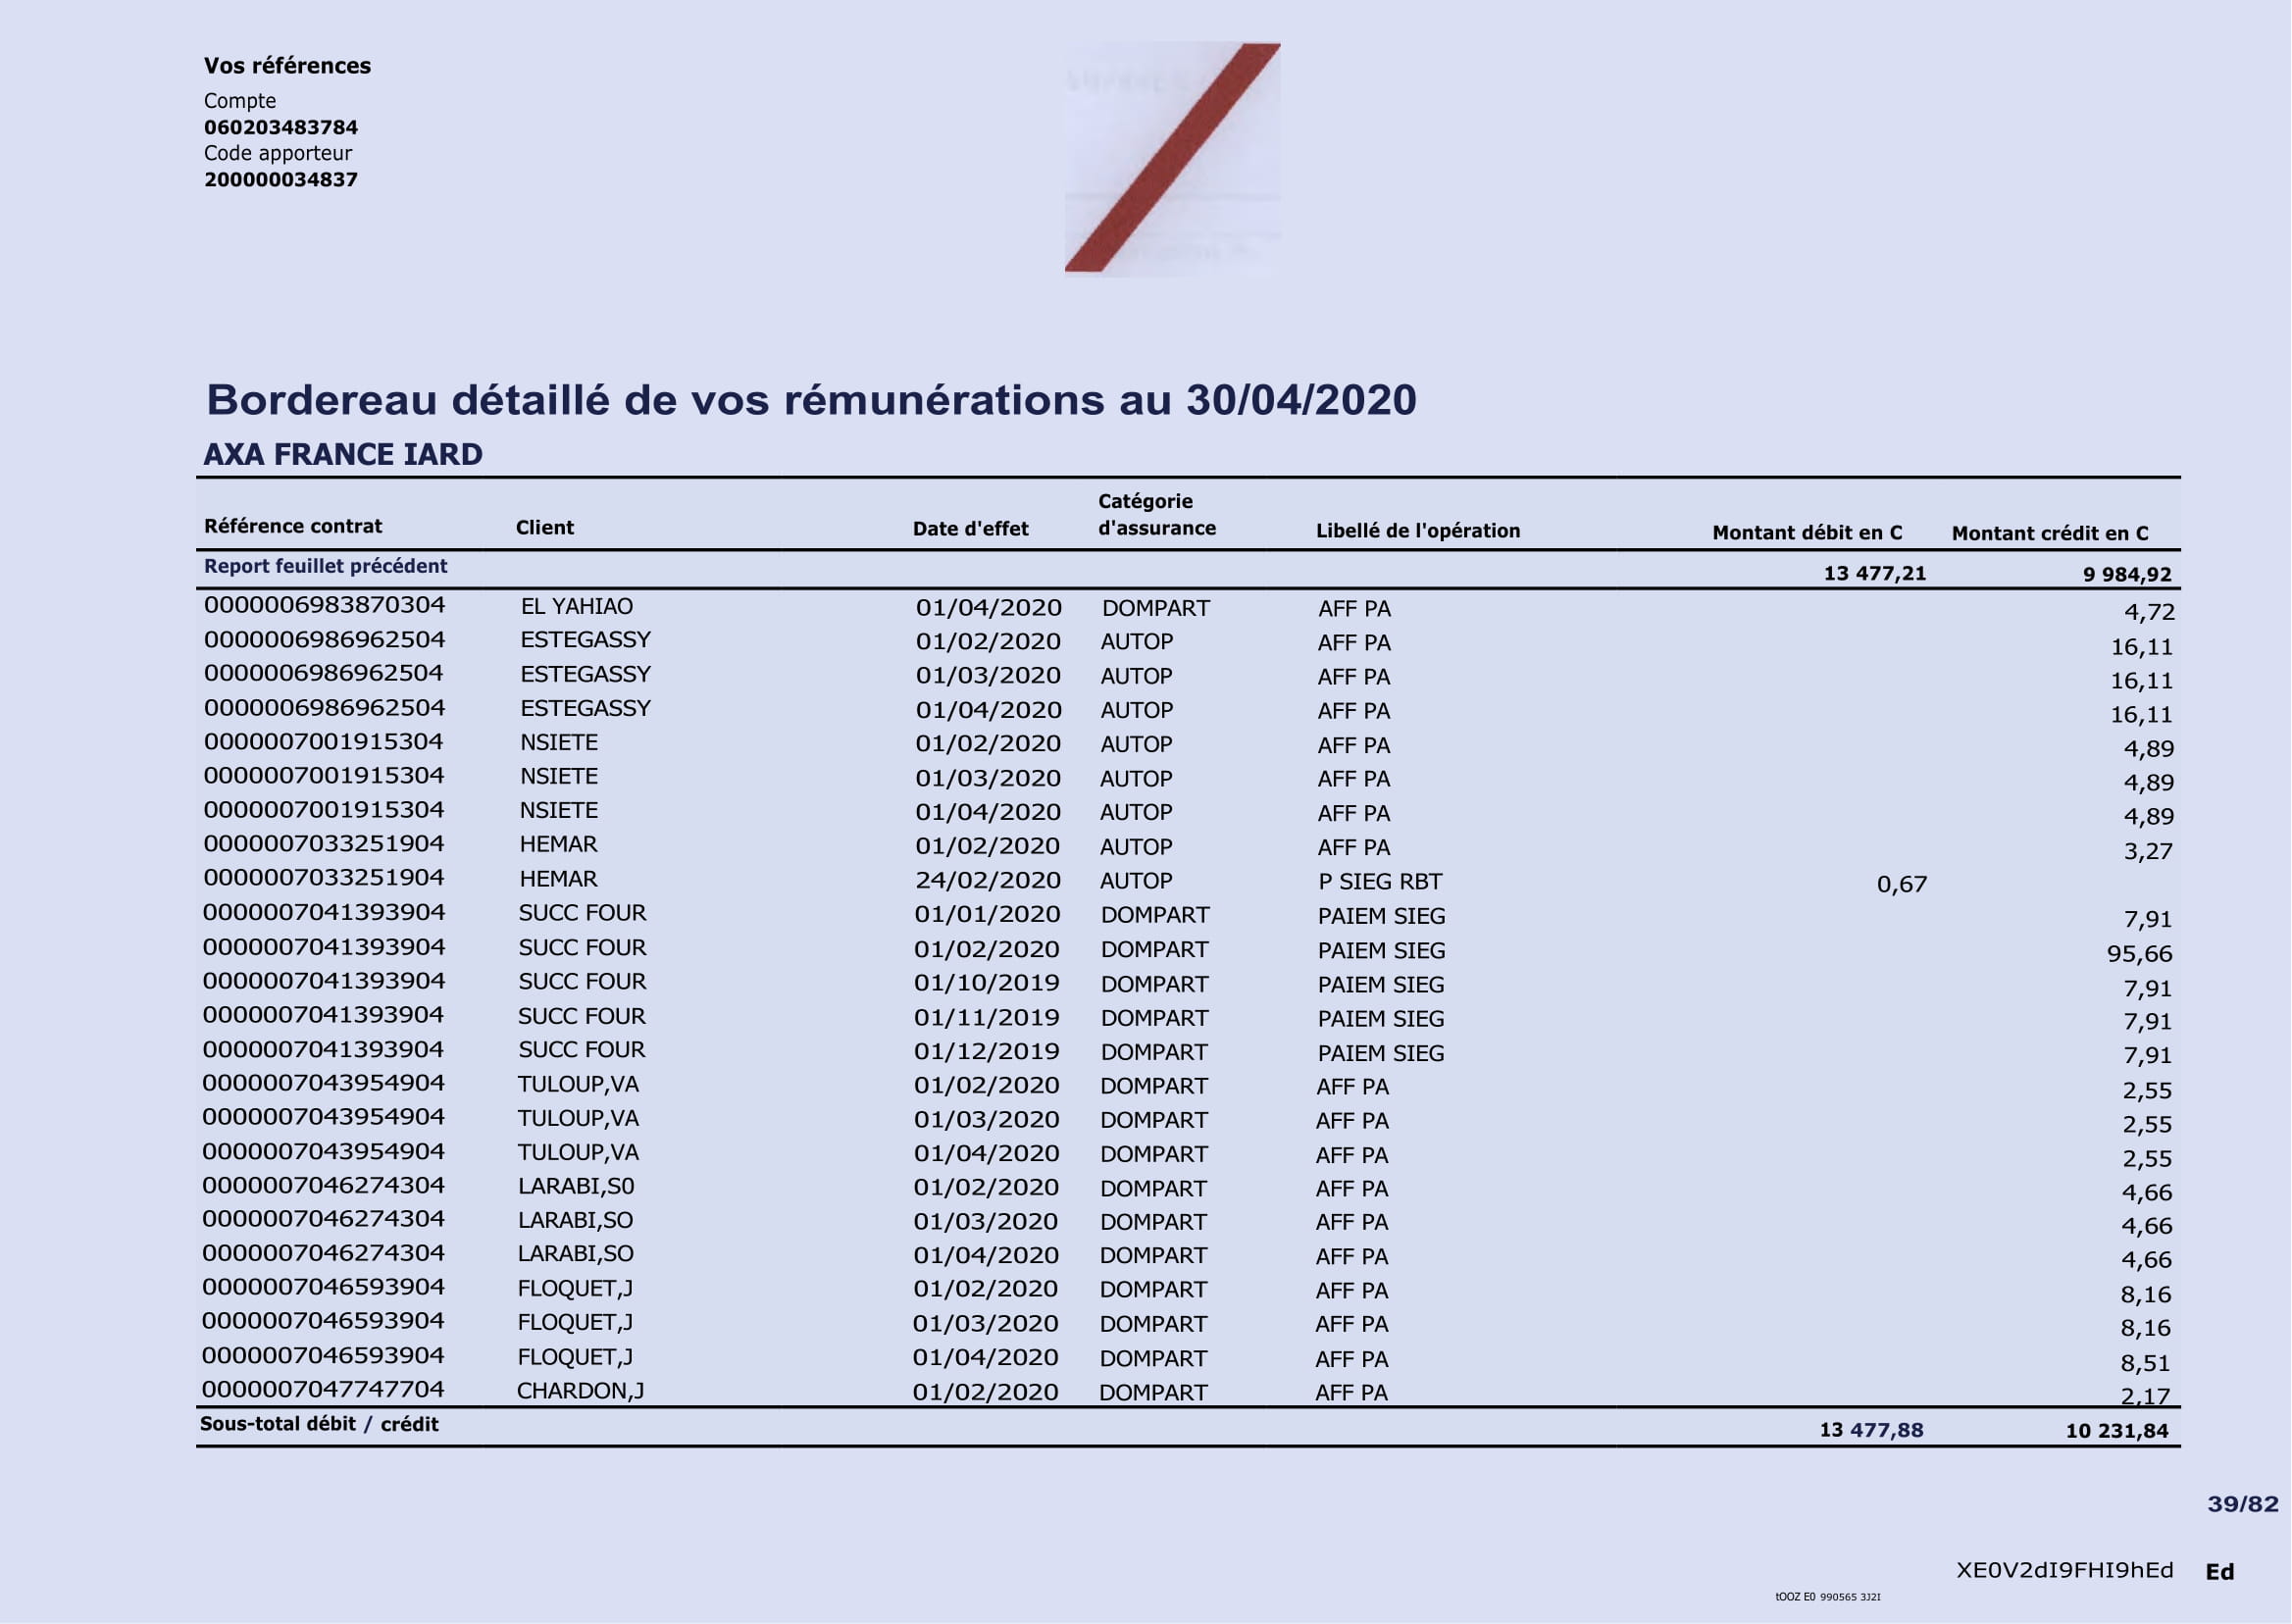 Vos références
Compte
060203483784
Code apporteur
200000034837
Bordereau détaillé de vos rémunérations au 30/04/2020
AXA FRANCE IARD
Référence contrat Client Date d'effet Catégorie d'assurance Libellé de l'opération Montant débit en C Montant crédit en C
Report feuillet précédent 13 477,21 9 984,92
0000006983870304 EL YAHIAO 01/04/2020 DOMPART AFF PA 4,72
0000006986962504 ESTEGASSY 01/02/2020 AUTOP AFF PA 16,11
0000006986962504 ESTEGASSY 01/03/2020 AUTOP AFF PA 16,11
0000006986962504 ESTEGASSY 01/04/2020 AUTOP AFF PA 16,11
0000007001915304 NSIETE 01/02/2020 AUTOP AFF PA 4,89
0000007001915304 NSIETE 01/03/2020 AUTOP AFF PA 4,89
0000007001915304 NSIETE 01/04/2020 AUTOP AFF PA 4,89
0000007033251904 HEMAR 01/02/2020 AUTOP AFF PA 3,27
0000007033251904 HEMAR 24/02/2020 AUTOP P SIEG RBT 0,67
0000007041393904 SUCC FOUR 01/01/2020 DOMPART PAIEM SIEG 7,91
0000007041393904 SUCC FOUR 01/02/2020 DOMPART PAIEM SIEG 95,66
0000007041393904 SUCC FOUR 01/10/2019 DOMPART PAIEM SIEG 7,91
0000007041393904 SUCC FOUR 01/11/2019 DOMPART PAIEM SIEG 7,91
0000007041393904 SUCC FOUR 01/12/2019 DOMPART PAIEM SIEG 7,91
0000007043954904 TULOUP,VA 01/02/2020 DOMPART AFF PA 2,55
0000007043954904 TULOUP,VA 01/03/2020 DOMPART AFF PA 2,55
0000007043954904 TULOUP,VA 01/04/2020 DOMPART AFF PA 2,55
0000007046274304 LARABI,S0 01/02/2020 DOMPART AFF PA 4,66
0000007046274304 LARABI,SO 01/03/2020 DOMPART AFF PA 4,66
0000007046274304 LARABI,SO 01/04/2020 DOMPART AFF PA 4,66
0000007046593904 FLOQUET,J 01/02/2020 DOMPART AFF PA 8,16
0000007046593904 FLOQUET,J 01/03/2020 DOMPART AFF PA 8,16
0000007046593904 FLOQUET,J 01/04/2020 DOMPART AFF PA 8,51
0000007047747704 CHARDON,J 01/02/2020 DOMPART AFF PA 2,17
Sous-total débit / crédit 13 477,88 10 231,84
39/82
XE0V2dI9FHI9hEd Ed
tOOZ E0 990565 3J2I